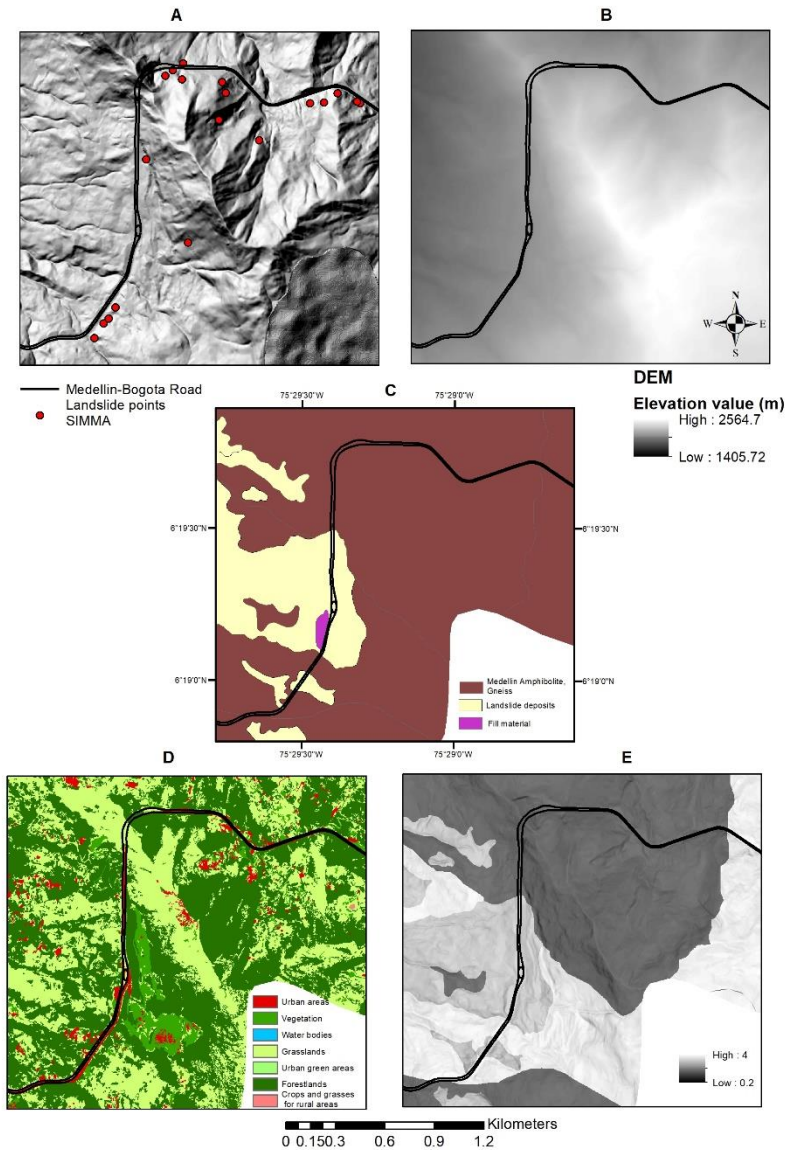 A
B
N
W
E
S
DEM
Elevation value (m)
High : 2564.7
Low : 1405.72
Medellin-Bogota Road
Landslide points
SIMMA
C
75°29'30"W
75°29'0"W
6°19'30"N
6°19'30"N
6°19'0"N
6°19'0"N
Medellin Amphibolite,
Gneiss
Landslide deposits
Fill material
75°29'30"W
75°29'0"W
D
E
Urban areas
Vegetation
Water bodies
Grasslands
Urban green areas
Forestlands
Crops and grasses
for rural areas
High : 4
Low : 0.2
Kilometers
0 0.150.3 0.6 0.9 1.2